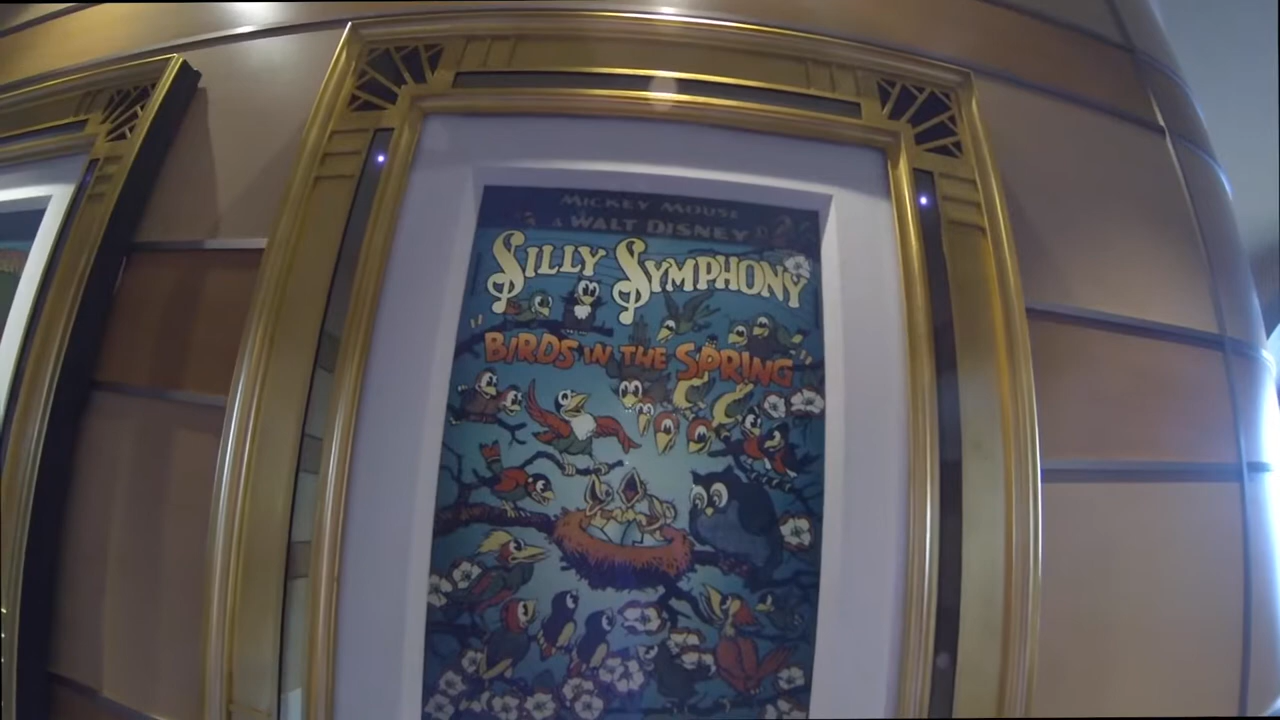 MICKEY MOUSE
A WALT DISNEY
SILLY SYMPHONY
"BIRDS IN THE SPRING"